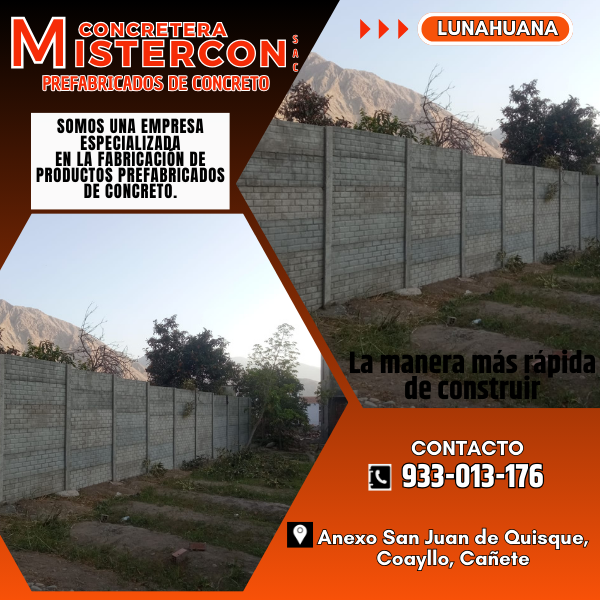 CONCRETERA
MISTERCON SAC
PREFABRICADOS DE CONCRETO
LUNAHUANA
SOMOS UNA EMPRESA
ESPECIALIZADA
EN LA FABRICACIÓN DE
PRODUCTOS PREFABRICADOS
DE CONCRETO.
La manera más rápida
de construir
CONTACTO
933-013-176
Anexo San Juan de Quisque,
Coayllo, Cañete